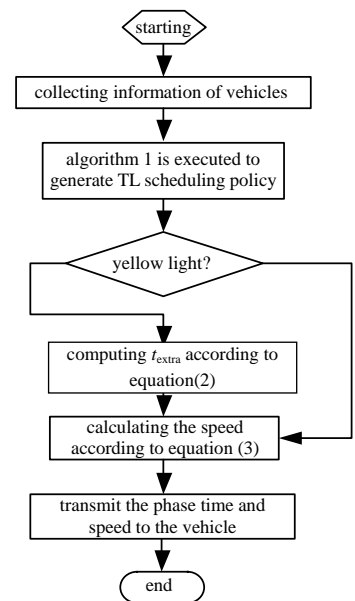 starting
collecting information of vehicles
algorithm 1 is executed to
generate TL scheduling policy
yellow light?
computing textra according to
equation(2)
calculating the speed
according to equation (3)
transmit the phase time and
speed to the vehicle
end